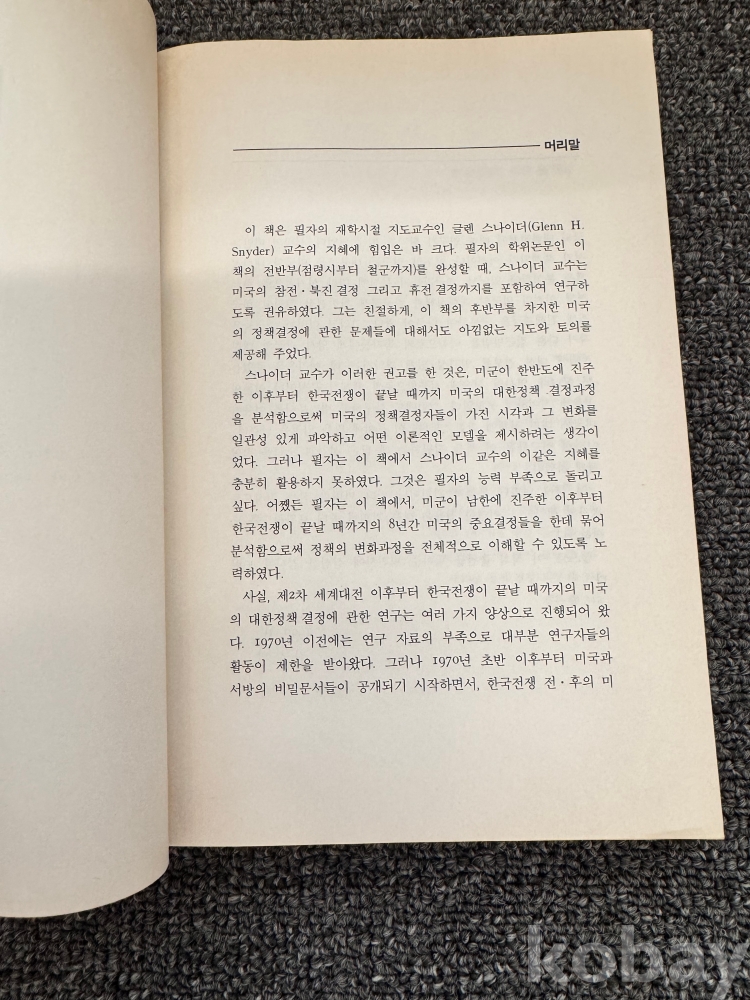 머리말
이 책은 필자의 재학시절 지도교수인 글렌 스나이더(Glenn H.
Snyder) 교수의 지혜에 힘입은 바 크다. 필자의 학위논문인 이
책의 전반부(점령시부터 철군까지)를 완성할 때, 스나이더 교수는
미국의 참전·북진 결정 그리고 휴전 결정까지를 포함하여 연구하
도록 권유하였다. 그는 친절하게, 이 책의 후반부를 차지한 미국
의 정책결정에 관한 문제들에 대해서도 아낌없는 지도와 토의를
제공해 주었다.
스나이더 교수가 이러한 권고를 한 것은, 미군이 한반도에 진주
한 이후부터 한국전쟁이 끝날 때까지 미국의 대한정책 결정과정
을 분석함으로써 미국의 정책결정자들이 가진 시각과 그 변화를
일관성 있게 파악하고 어떤 이론적인 모델을 제시하려는 생각이
었다. 그러나 필자는 이 책에서 스나이더 교수의 이같은 지혜를
충분히 활용하지 못하였다. 그것은 필자의 능력 부족으로 돌리고
싶다. 어쨌든 필자는 이 책에서, 미군이 남한에 진주한 이후부터
한국전쟁이 끝날 때까지의 8년간 미국의 중요결정들을 한데 묶어
분석함으로써 정책의 변화과정을 전체적으로 이해할 수 있도록 노
력하였다.
사실, 제2차 세계대전 이후부터 한국전쟁이 끝날 때까지의 미국
의 대한정책 결정에 관한 연구는 여러 가지 양상으로 진행되어 왔
다. 1970년 이전에는 연구 자료의 부족으로 대부분 연구자들의
활동이 제한을 받아왔다. 그러나 1970년 초반 이후부터 미국과
서방의 비밀문서들이 공개되기 시작하면서, 한국전쟁 전·후의 미
kobay